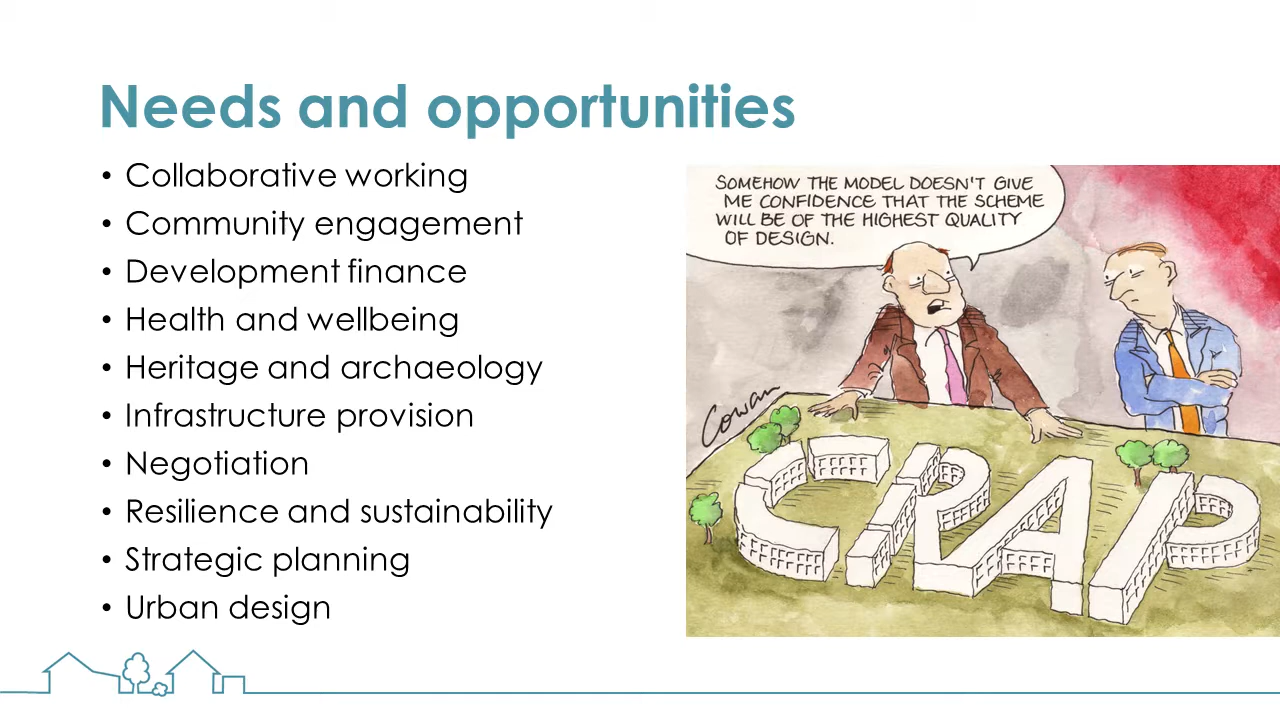 Needs and opportunities
• Collaborative working
• Community engagement
• Development finance
• Health and wellbeing
• Heritage and archaeology
• Infrastructure provision
• Negotiation
• Resilience and sustainability
• Strategic planning
• Urban design
SOMEHOW THE MODEL DOESN'T GIVE
ME CONFIDENCE THAT THE SCHEME
WILL BE OF THE HIGHEST QUALITY
OF DESIGN.
Cowan
CRAP